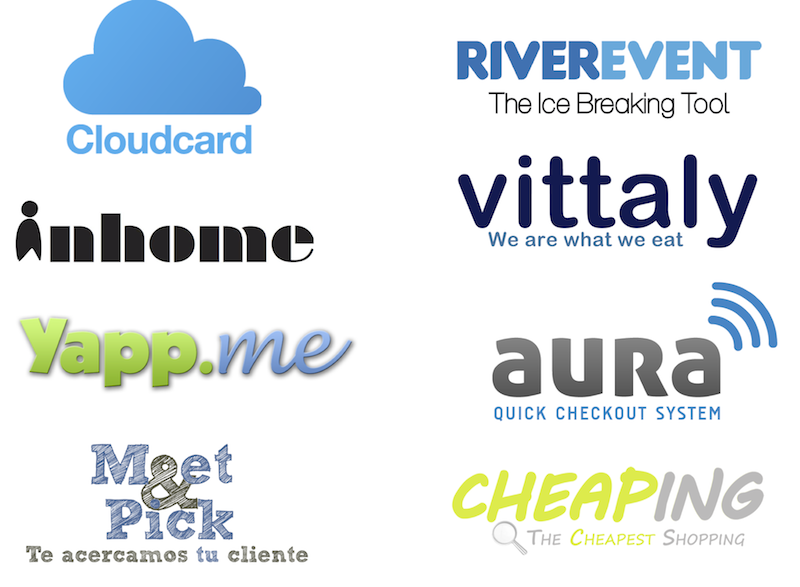 Cloudcard
inhome
Yapp.me
Meet
&
Pick
Te acercamos tu cliente
RIVEREVENT
The Ice Breaking Tool
vittaly
We are what we eat
aura
QUICK CHECKOUT SYSTEM
CHEAPING
THE CHEAPEST SHOPPING